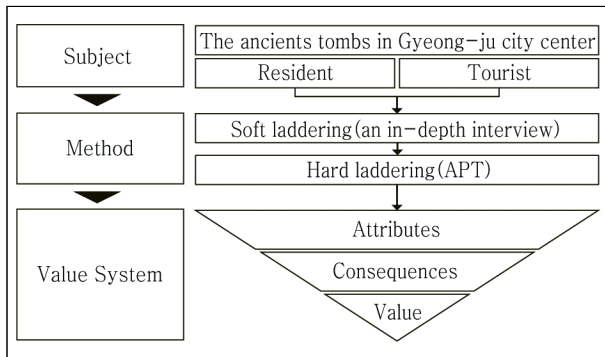 Subject
The ancients tombs in Gyeong-ju city center
Resident
Tourist
Method
Soft laddering(an in-depth interview)
Hard laddering(APT)
Value System
Attributes
Consequences
Value